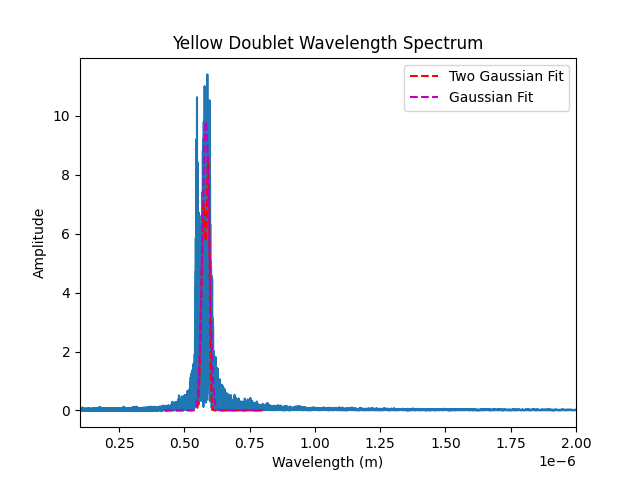 Yellow Doublet Wavelength Spectrum
Two Gaussian Fit
Gaussian Fit
Amplitude
10
8
6
4
2
0
0.25 0.50 0.75 1.00 1.25 1.50 1.75 2.00
Wavelength (m)
1e−6